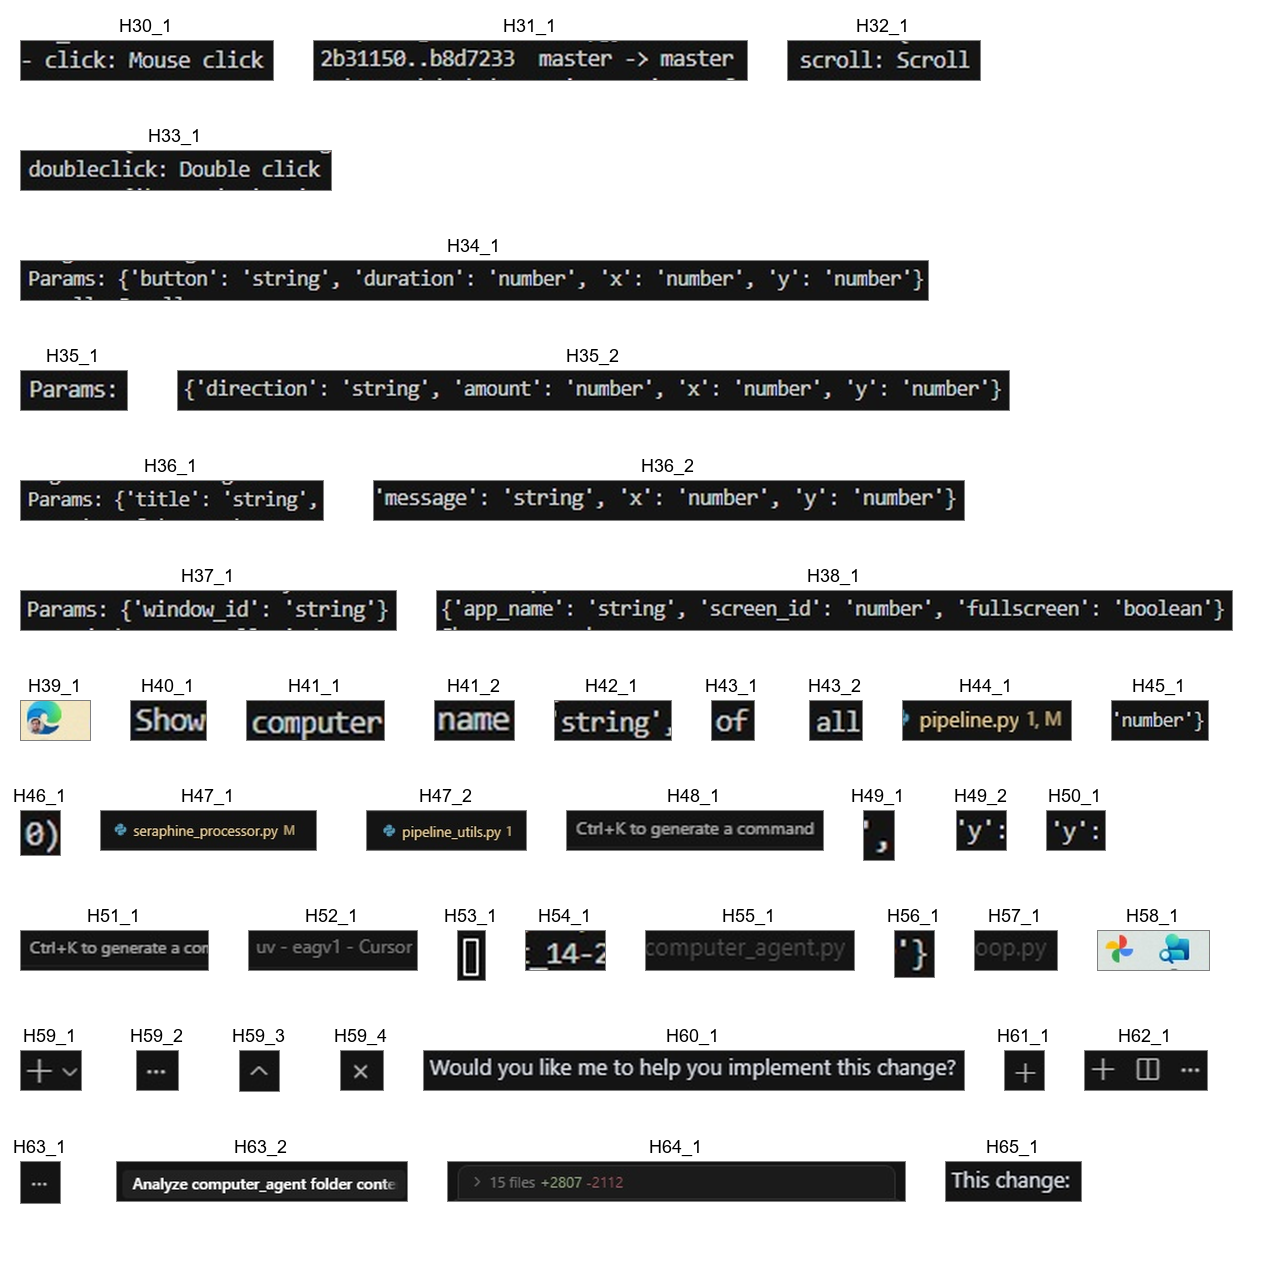 H30_1 H31_1 H32_1
- click: Mouse click 2b31150..b8d7233 master -> master scroll: Scroll
H33_1
doubleclick: Double click
H34_1
Params: {'button': 'string', 'duration': 'number', 'x': 'number', 'y': 'number'}
H35_1 H35_2
Params: {'direction': 'string', 'amount': 'number', 'x': 'number', 'y': 'number'}
H36_1 H36_2
Params: {'title': 'string', 'message': 'string', 'x': 'number', 'y': 'number'}
H37_1 H38_1
Params: {'window_id': 'string'} {'app_name': 'string', 'screen_id': 'number', 'fullscreen': 'boolean'}
H39_1 H40_1 H41_1 H41_2 H42_1 H43_1 H43_2 H44_1 H45_1
Show computer name 'string', of all pipeline.py 1, M 'number'}
H46_1 H47_1 H47_2 H48_1 H49_1 H49_2 H50_1
0) seraphine_processor.py M pipeline_utils.py 1 Ctrl+K to generate a command ', 'y': 'y':
H51_1 H52_1 H53_1 H54_1 H55_1 H56_1 H57_1 H58_1
Ctrl+K to generate a con uv - eagv1 - Cursor _14-2 computer_agent.py '} oop.py
H59_1 H59_2 H59_3 H59_4 H60_1 H61_1 H62_1
Would you like me to help you implement this change?
H63_1 H63_2 H64_1 H65_1
Analyze computer_agent folder conte 15 files +2807 -2112 This change: